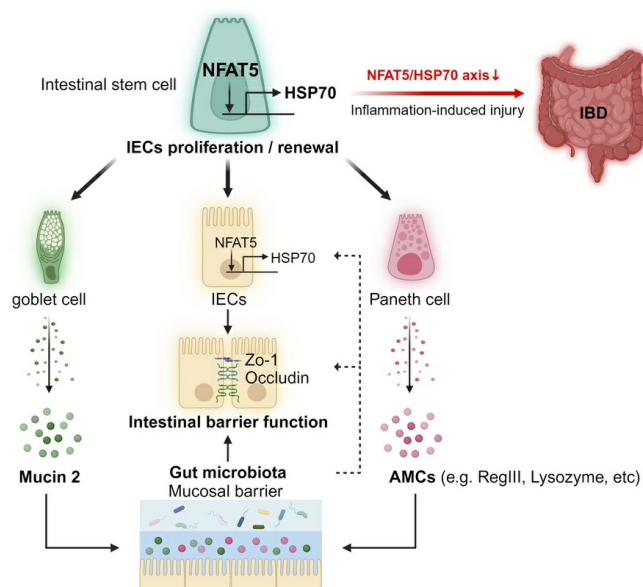 NFAT5
HSP70
Intestinal stem cell
NFAT5/HSP70 axis↓
Inflammation-induced injury
IBD
IECs proliferation / renewal
goblet cell
NFAT5
HSP70
IECs
Paneth cell
Zo-1
Occludin
Intestinal barrier function
Mucin 2
Gut microbiota
Mucosal barrier
AMCs (e.g. RegIII, Lysozyme, etc)